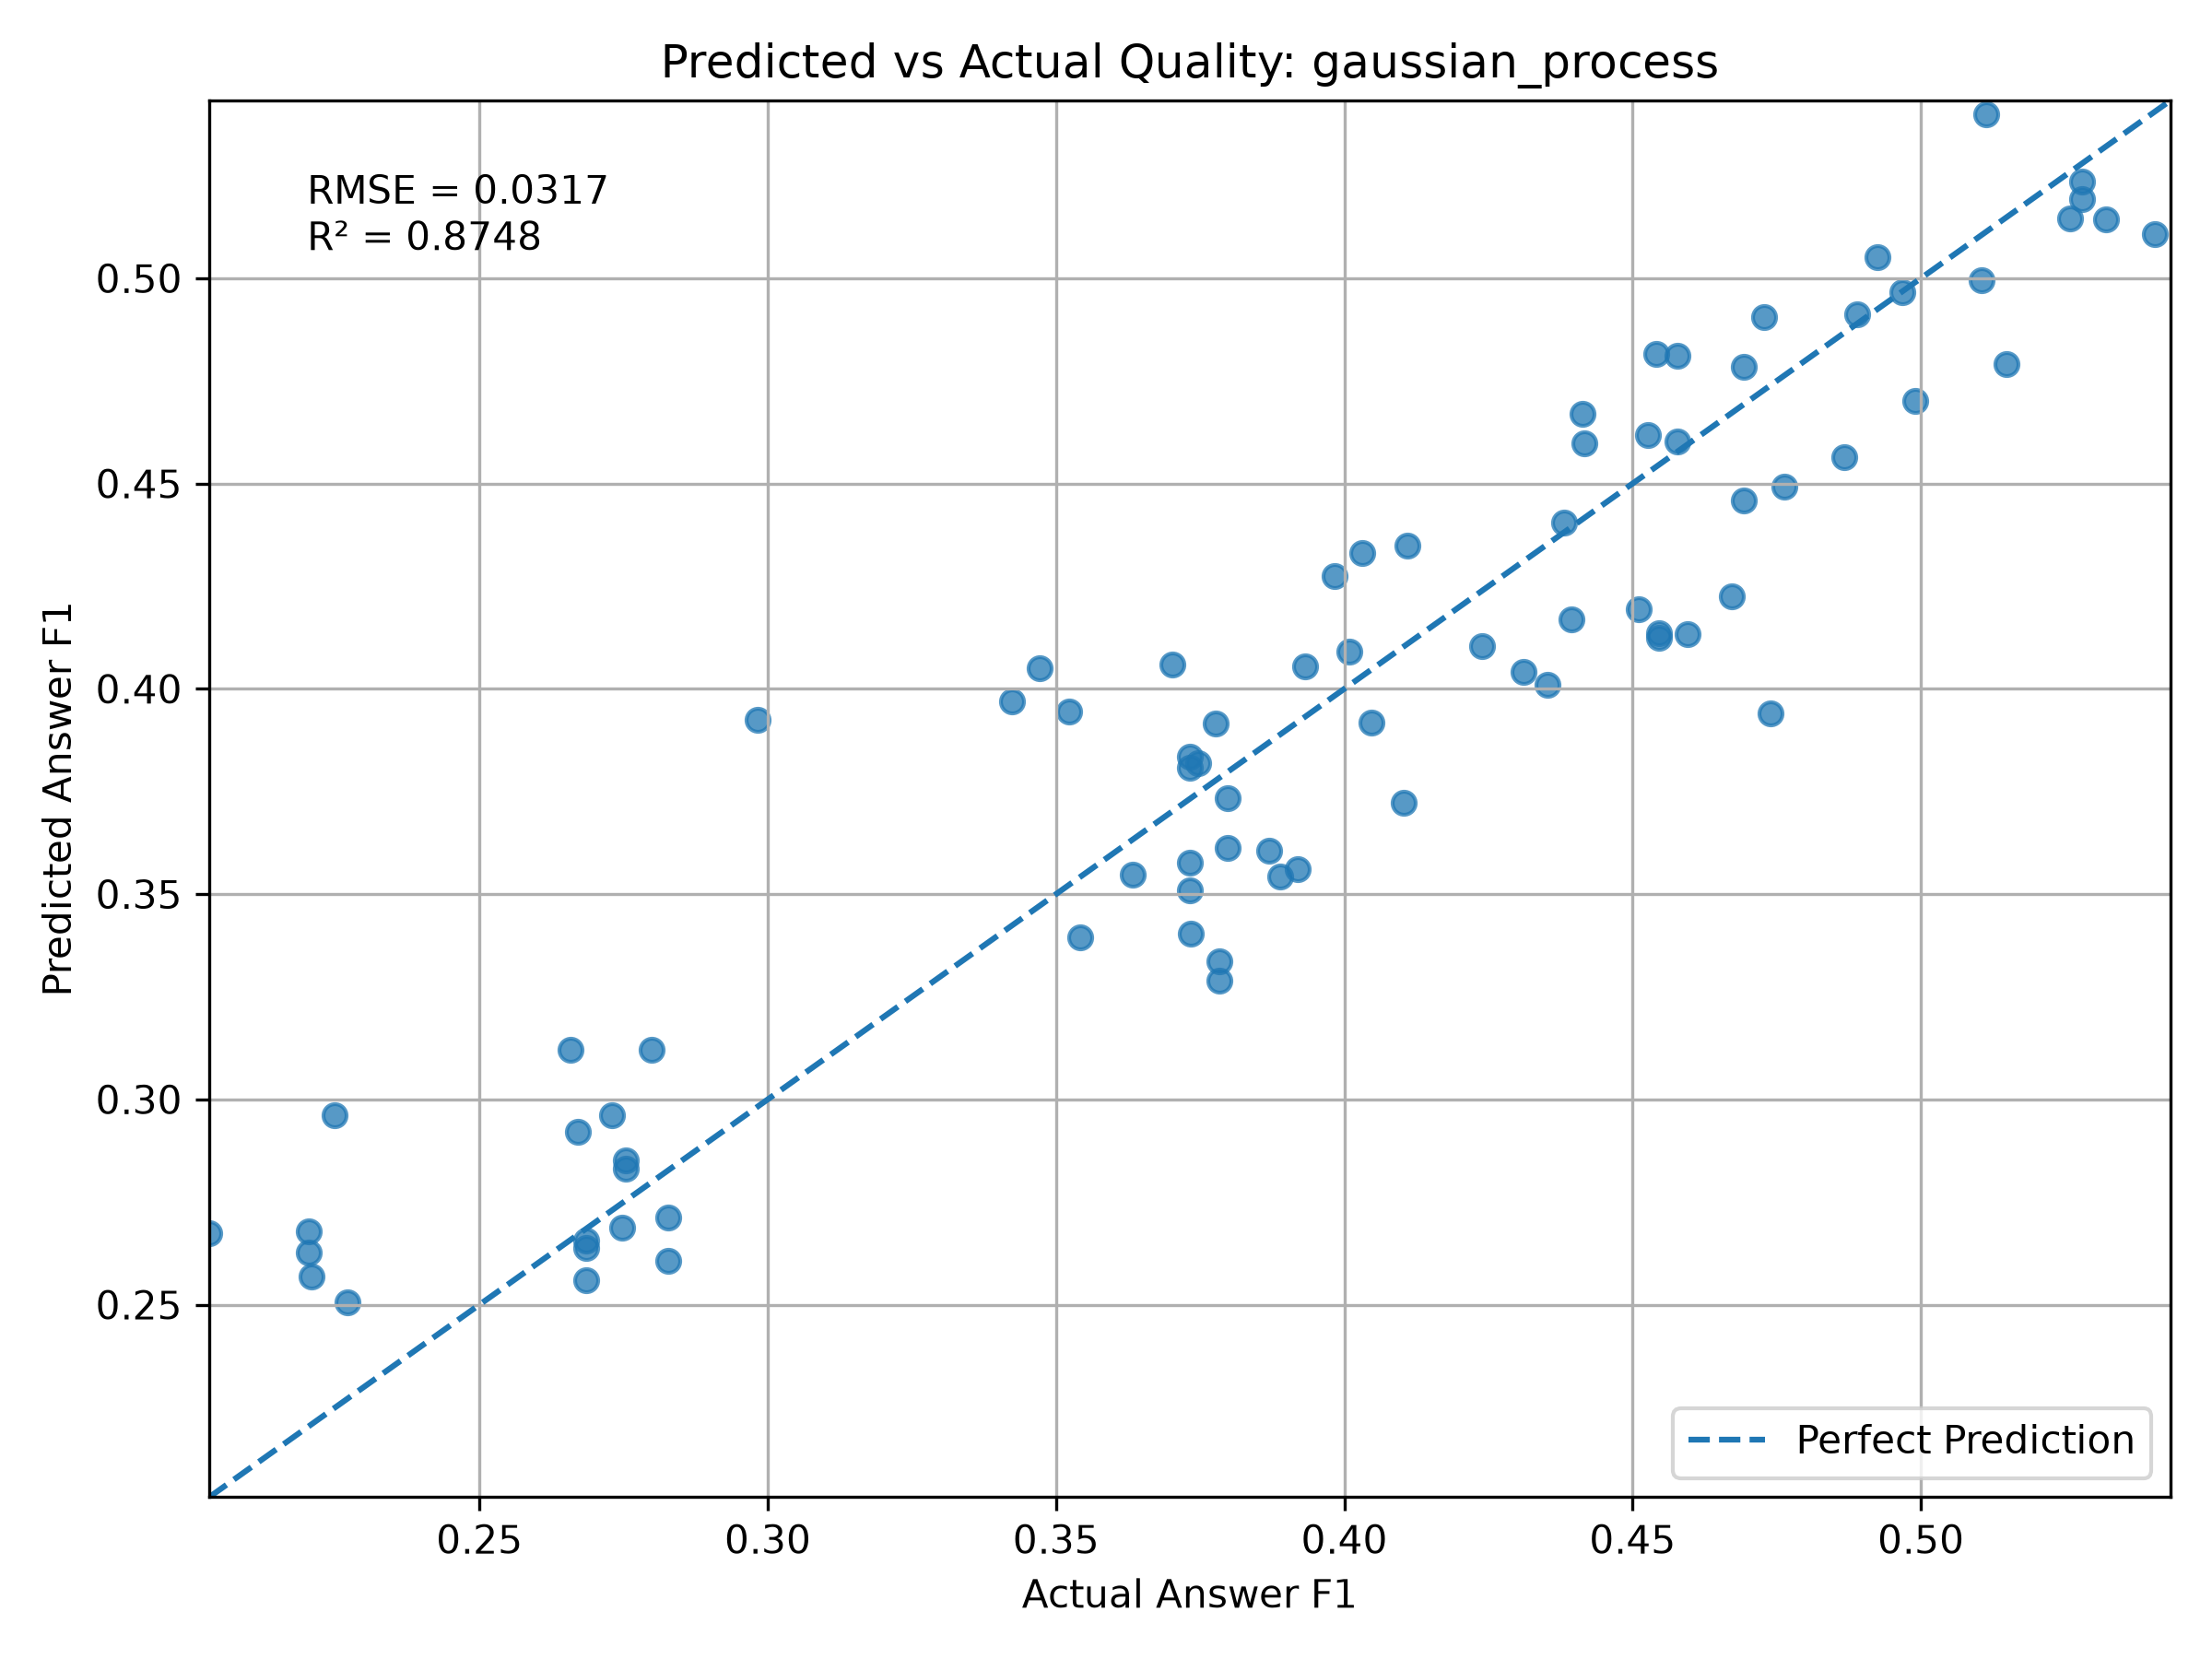 Predicted vs Actual Quality: gaussian_process
RMSE = 0.0317
R² = 0.8748
0.50
0.45
0.40
0.35
0.30
0.25
Predicted Answer F1
Perfect Prediction
0.25 0.30 0.35 0.40 0.45 0.50
Actual Answer F1